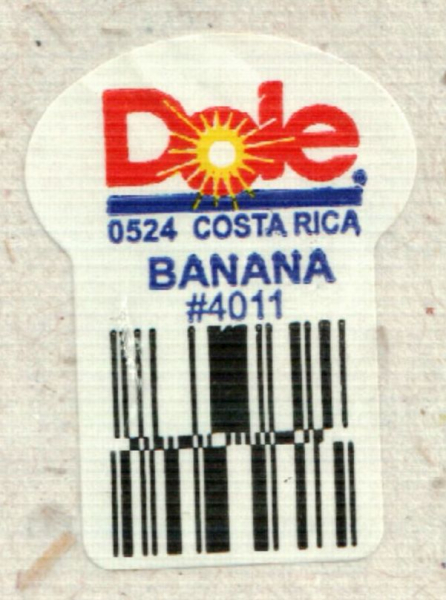 Dole®
0524 COSTA RICA
BANANA
#4011